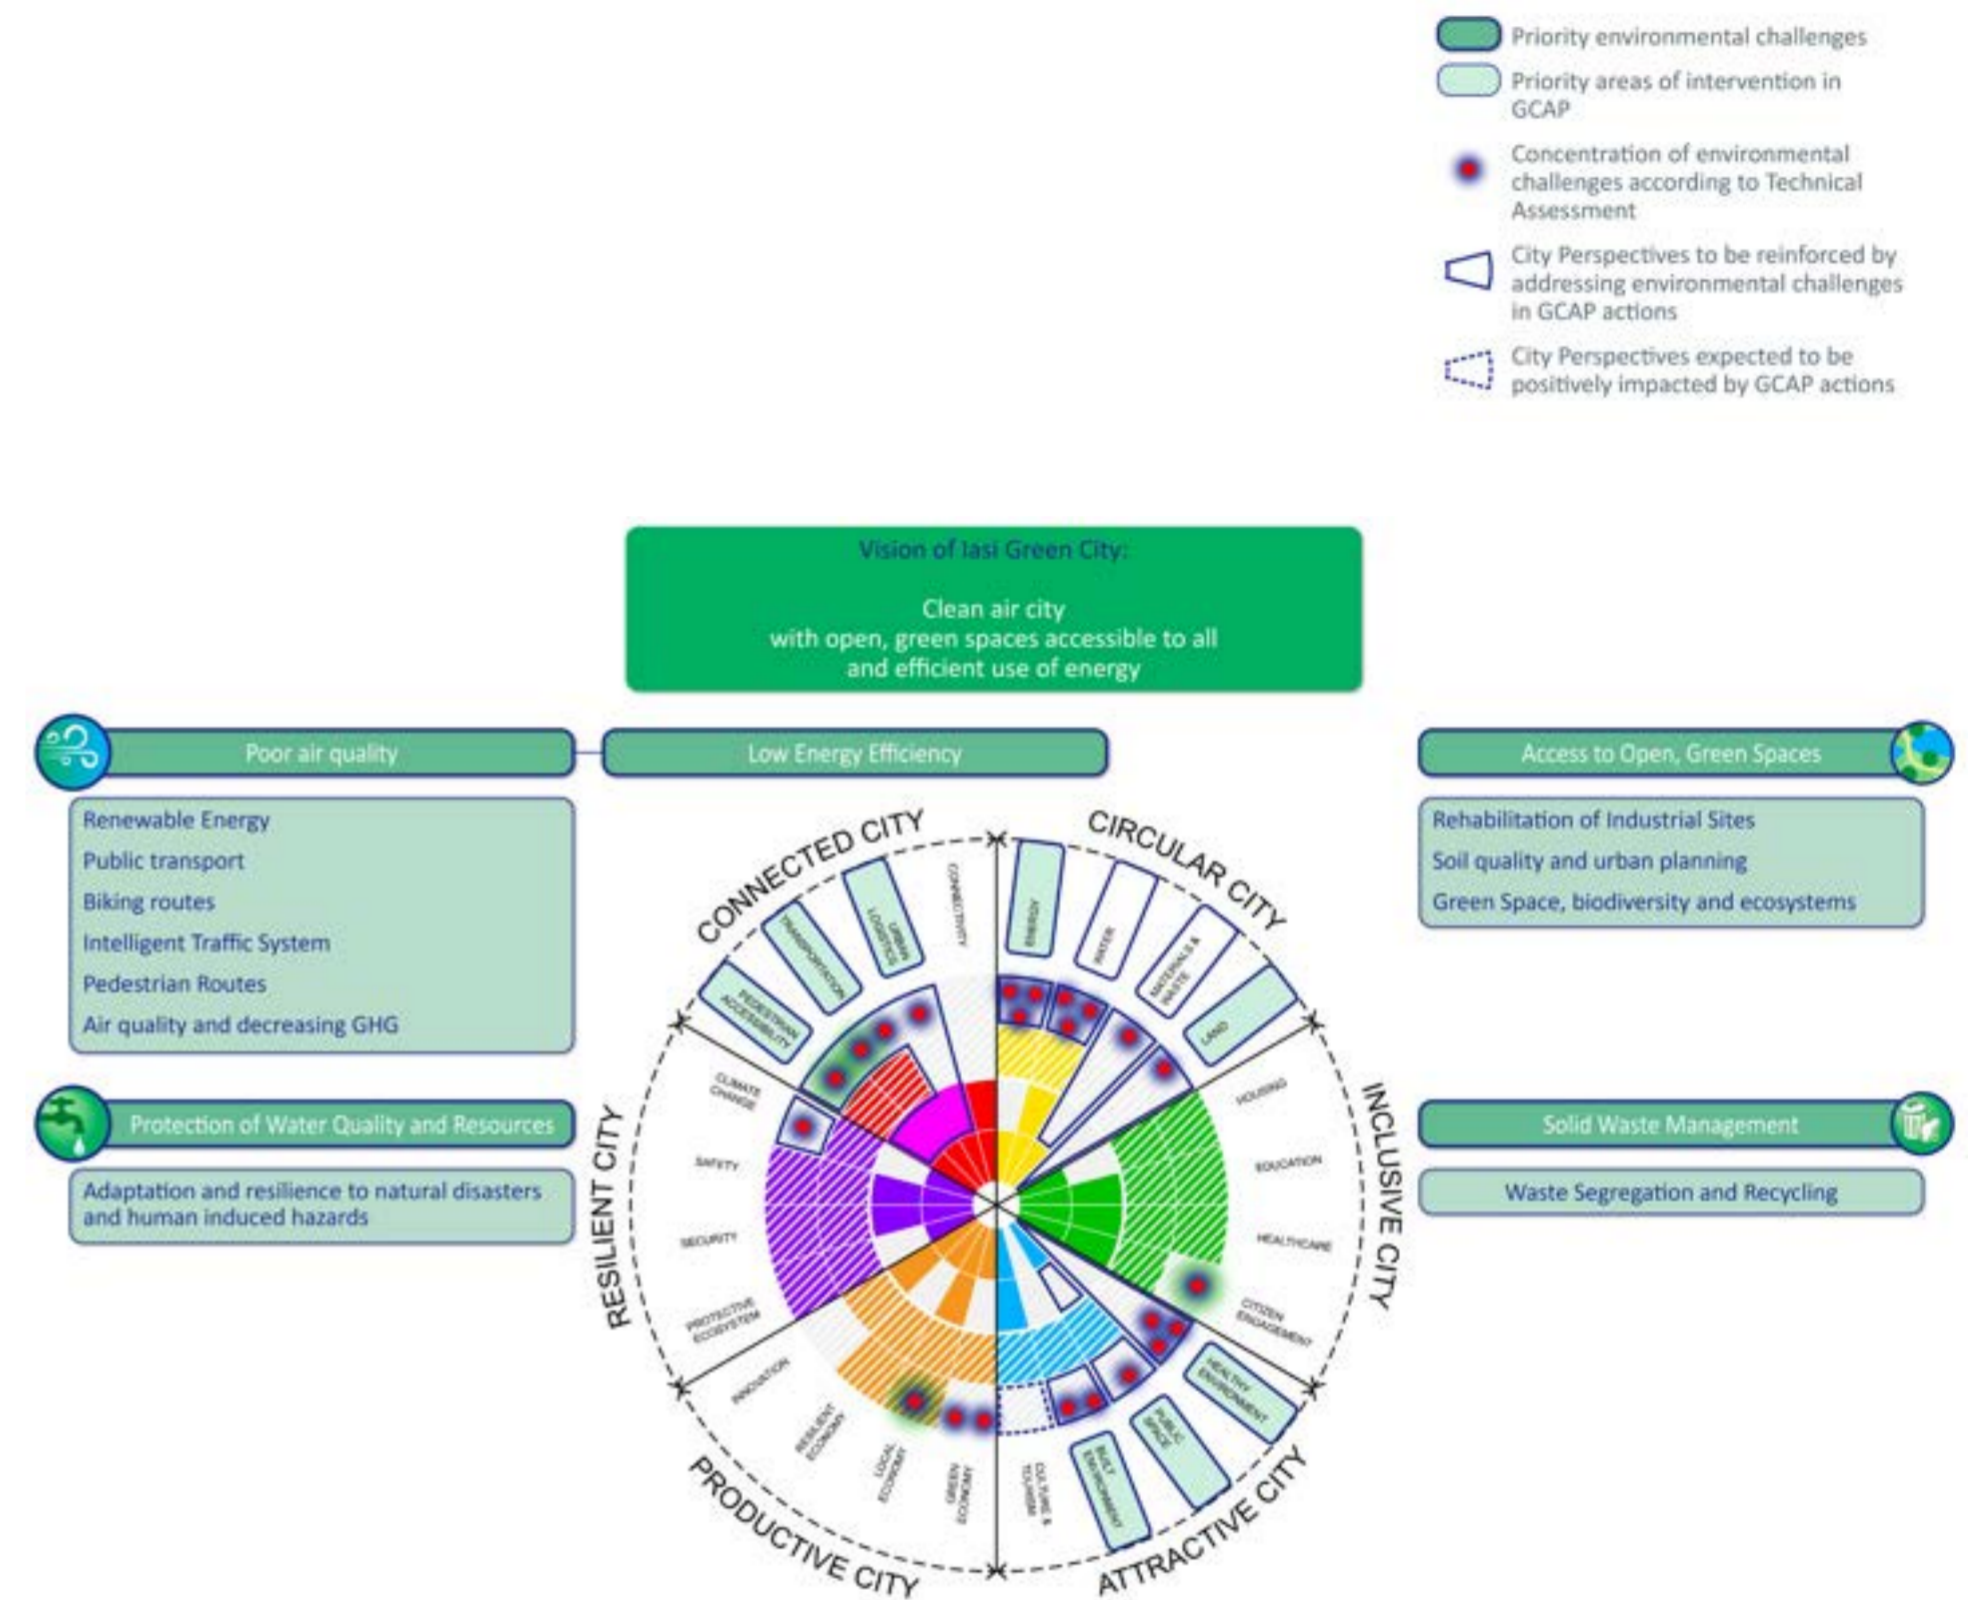 Priority environmental challenges
Priority areas of intervention in
GCAP
Concentration of environmental
challenges according to Technical
Assessment
City Perspectives to be reinforced by
addressing environmental challenges
in GCAP actions
City Perspectives expected to be
positively impacted by GCAP actions
Vision of Iasi Green City:
Clean air city
with open, green spaces accessible to all
and efficient use of energy
Poor air quality
Low Energy Efficiency
Access to Open, Green Spaces
Renewable Energy
Public transport
Biking routes
Intelligent Traffic System
Pedestrian Routes
Air quality and decreasing GHG
Rehabilitation of Industrial Sites
Soil quality and urban planning
Green Space, biodiversity and ecosystems
Protection of Water Quality and Resources
Adaptation and resilience to natural disasters
and human induced hazards
Solid Waste Management
Waste Segregation and Recycling
CONNECTED CITY
PEDESTRIAN
ACCESSIBILITY
TRANSPORTATION
URBAN
LOGISTICS
CONNECTIVITY
CIRCULAR CITY
ENERGY
WATER
MATERIALS &
WASTE
LAND
INCLUSIVE CITY
HOUSING
EDUCATION
HEALTHCARE
CITIZEN
ENGAGEMENT
ATTRACTIVE CITY
HEALTHY
ENVIRONMENT
PUBLIC
SPACE
BUILT
ENVIRONMENT
CULTURE &
TOURISM
PRODUCTIVE CITY
GREEN
ECONOMY
LOCAL
ECONOMY
RESILIENT
ECONOMY
INNOVATION
RESILIENT CITY
PROTECTIVE
ECOSYSTEM
SECURITY
SAFETY
CLIMATE
CHANGE